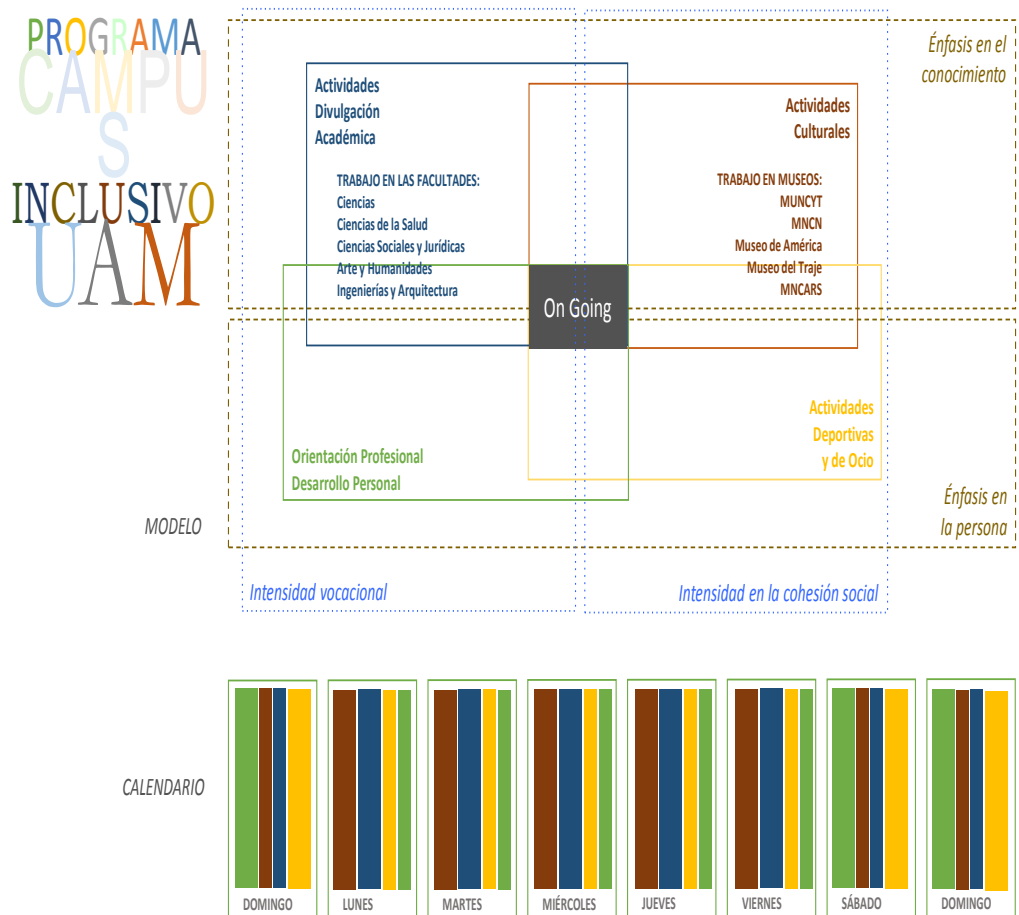 PROGRAMA
CAMPU
S
INCLUSIVO
UAM
Énfasis en el
conocimiento
Actividades
Divulgación
Académica
TRABAJO EN LAS FACULTADES:
Ciencias
Ciencias de la Salud
Ciencias Sociales y Jurídicas
Arte y Humanidades
Ingenierías y Arquitectura
Actividades
Culturales
TRABAJO EN MUSEOS:
MUNCYT
MNCN
Museo de América
Museo del Traje
MNCARS
On Going
Orientación Profesional
Desarrollo Personal
Actividades
Deportivas
y de Ocio
Énfasis en
la persona
MODELO
Intensidad vocacional
Intensidad en la cohesión social
CALENDARIO
DOMINGO
LUNES
MARTES
MIÉRCOLES
JUEVES
VIERNES
SÁBADO
DOMINGO